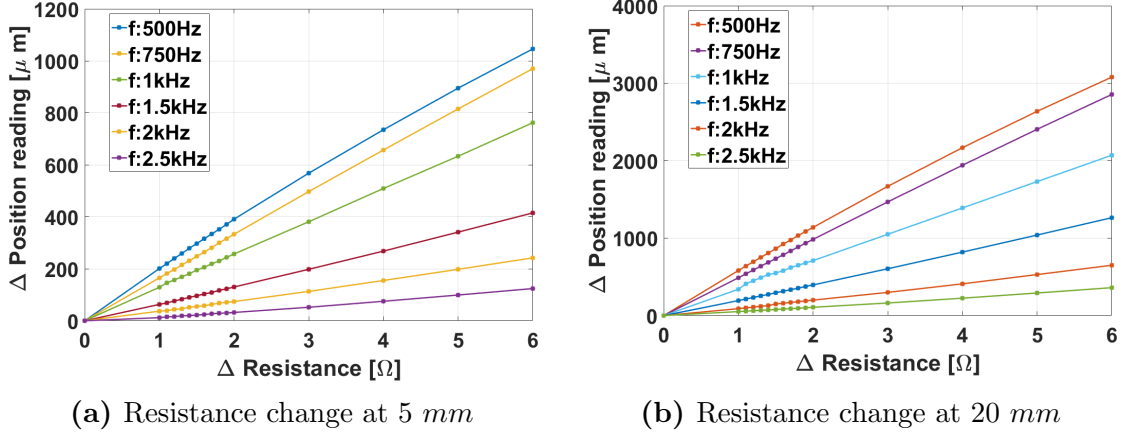 1200
1000
800
600
400
200
0
Δ Position reading [μ m]
f:500Hz
f:750Hz
f:1kHz
f:1.5kHz
f:2kHz
f:2.5kHz
0 1 2 3 4 5 6
Δ Resistance [Ω]
(a) Resistance change at 5 mm
4000
3000
2000
1000
0
Δ Position reading [μ m]
f:500Hz
f:750Hz
f:1kHz
f:1.5kHz
f:2kHz
f:2.5kHz
0 1 2 3 4 5 6
Δ Resistance [Ω]
(b) Resistance change at 20 mm